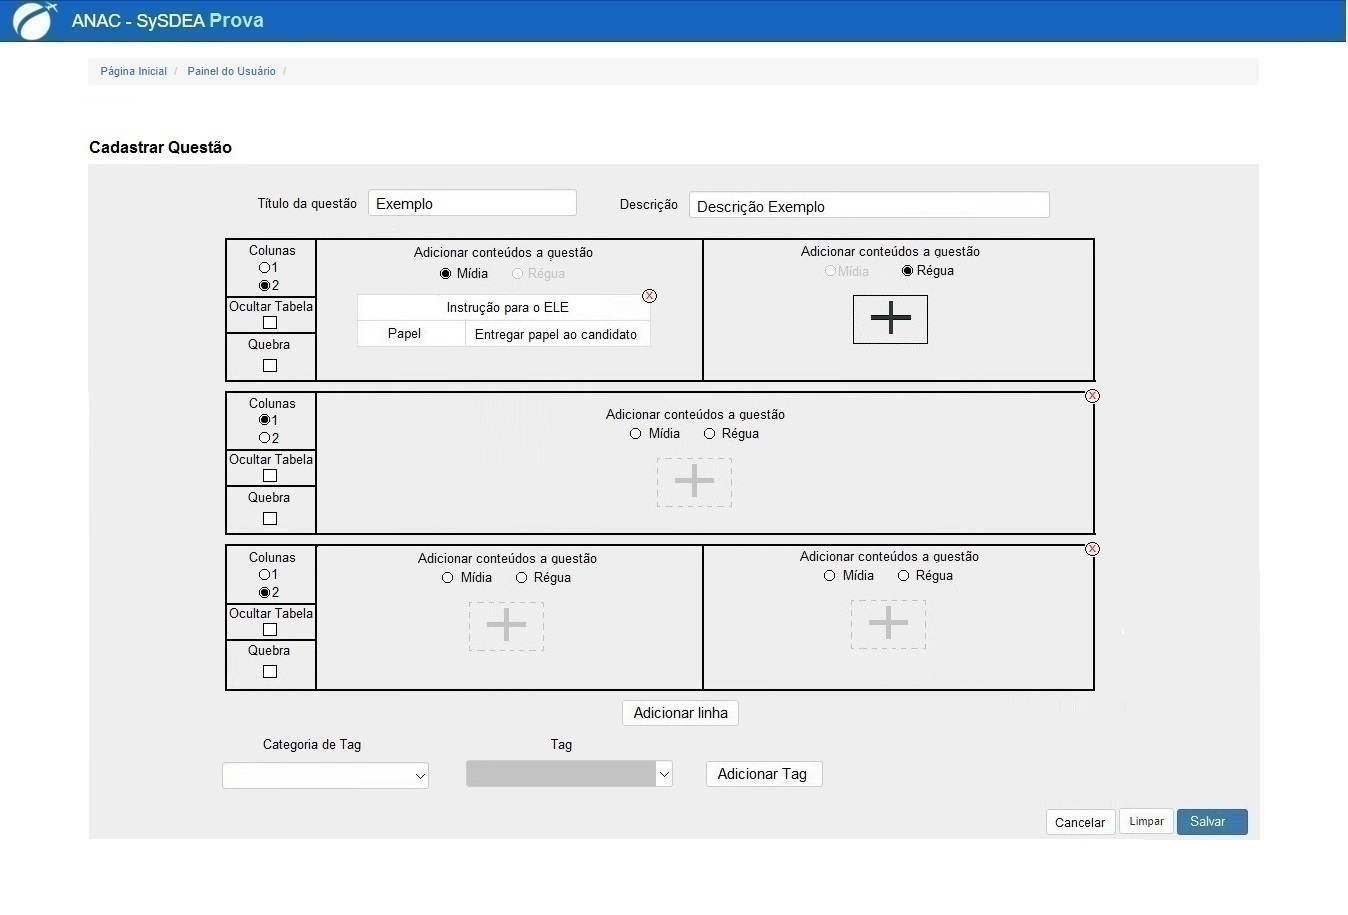 ANAC - SySDEA Prova
Página Inicial / Painel do Usuário /
Cadastrar Questão
Título da questão Exemplo Descrição Descrição Exemplo
Colunas
1
2
Ocultar Tabela
Quebra
Adicionar conteúdos a questão
Mídia Régua
X
Instrução para o ELE
Papel Entregar papel ao candidato
Adicionar conteúdos a questão
Mídia Régua
X
Colunas
1
2
Ocultar Tabela
Quebra
Adicionar conteúdos a questão
Mídia Régua
X
Colunas
1
2
Ocultar Tabela
Quebra
Adicionar conteúdos a questão
Mídia Régua
Adicionar conteúdos a questão
Mídia Régua
Adicionar linha
Categoria de Tag Tag
Adicionar Tag
Cancelar Limpar Salvar